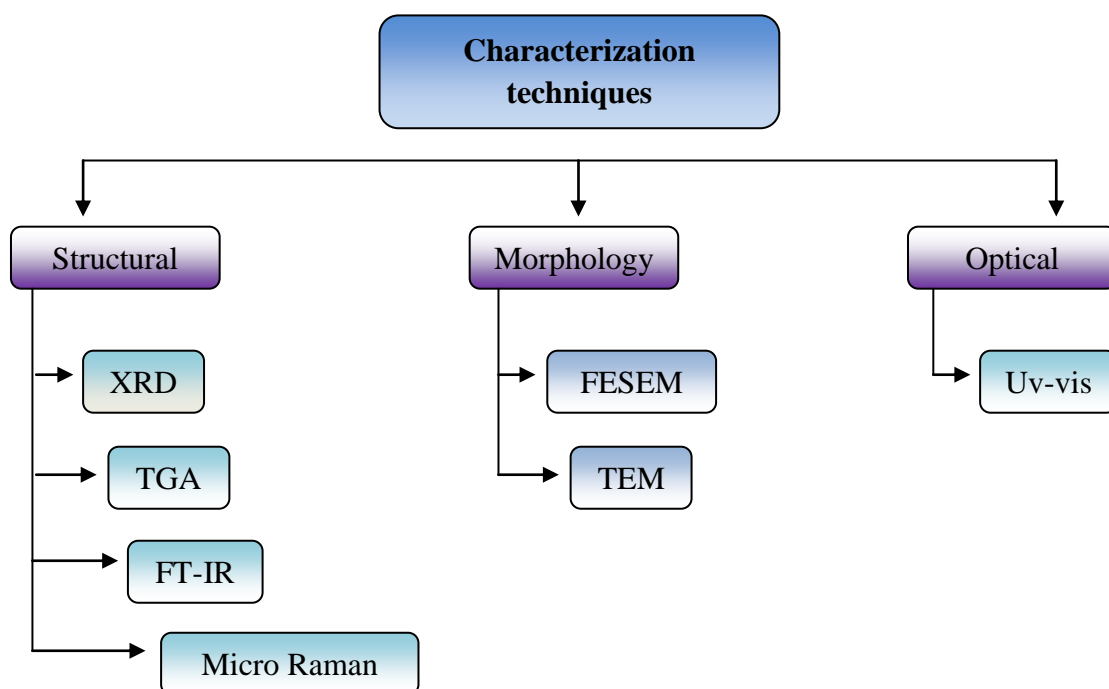 Characterization
techniques
Structural
Morphology
Optical
XRD
FESEM
Uv-vis
TGA
TEM
FT-IR
Micro Raman